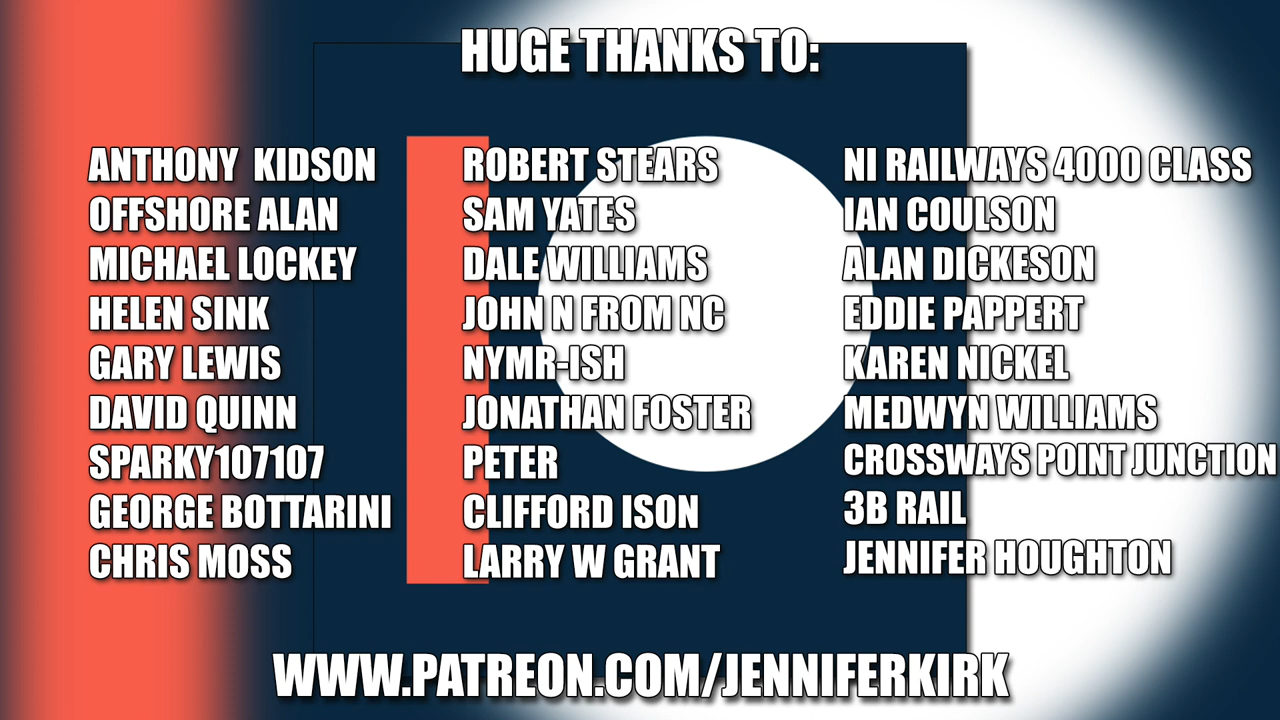 HUGE THANKS TO:
ANTHONY KIDSON
OFFSHORE ALAN
MICHAEL LOCKEY
HELEN SINK
GARY LEWIS
DAVID QUINN
SPARKY107107
GEORGE BOTTARINI
CHRIS MOSS
ROBERT STEARS
SAM YATES
DALE WILLIAMS
JOHN N FROM NC
NYMR-ISH
JONATHAN FOSTER
PETER
CLIFFORD ISON
LARRY W GRANT
NI RAILWAYS 4000 CLASS
IAN COULSON
ALAN DICKESON
EDDIE PAPPERT
KAREN NICKEL
MEDWYN WILLIAMS
CROSSWAYS POINT JUNCTION
3B RAIL
JENNIFER HOUGHTON
WWW.PATREON.COM/JENNIFERKIRK